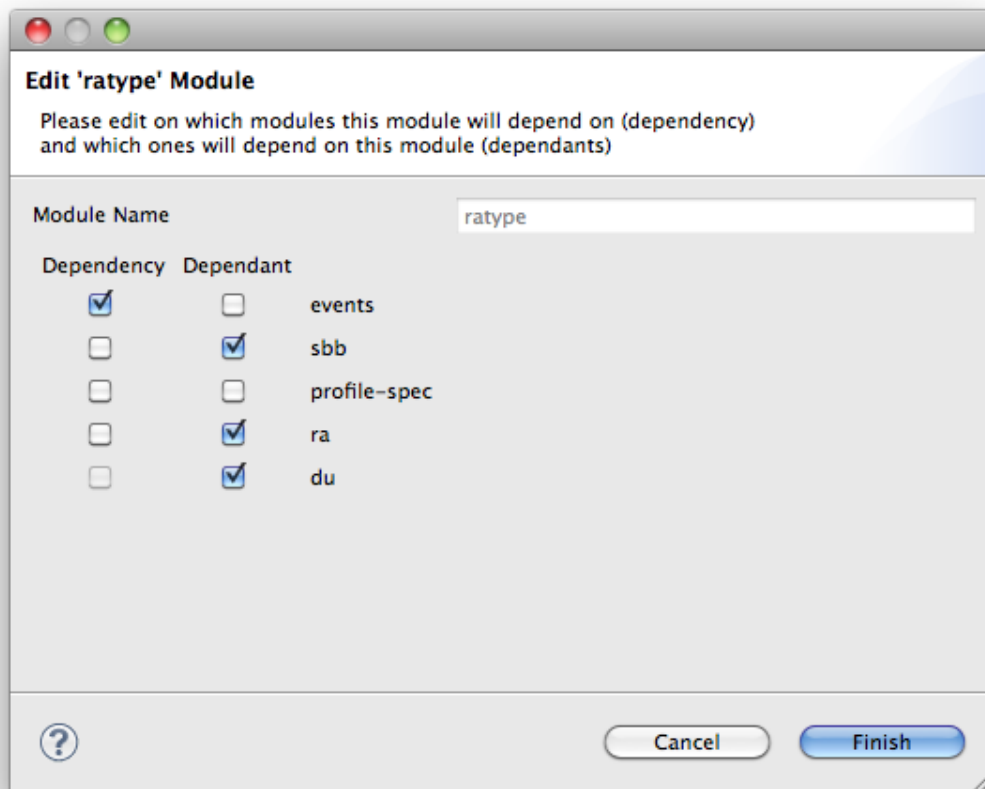 Edit 'ratype' Module
Please edit on which modules this module will depend on (dependency)
and which ones will depend on this module (dependants)
Module Name ratype
Dependency Dependant
events
sbb
profile-spec
ra
du
? Cancel Finish